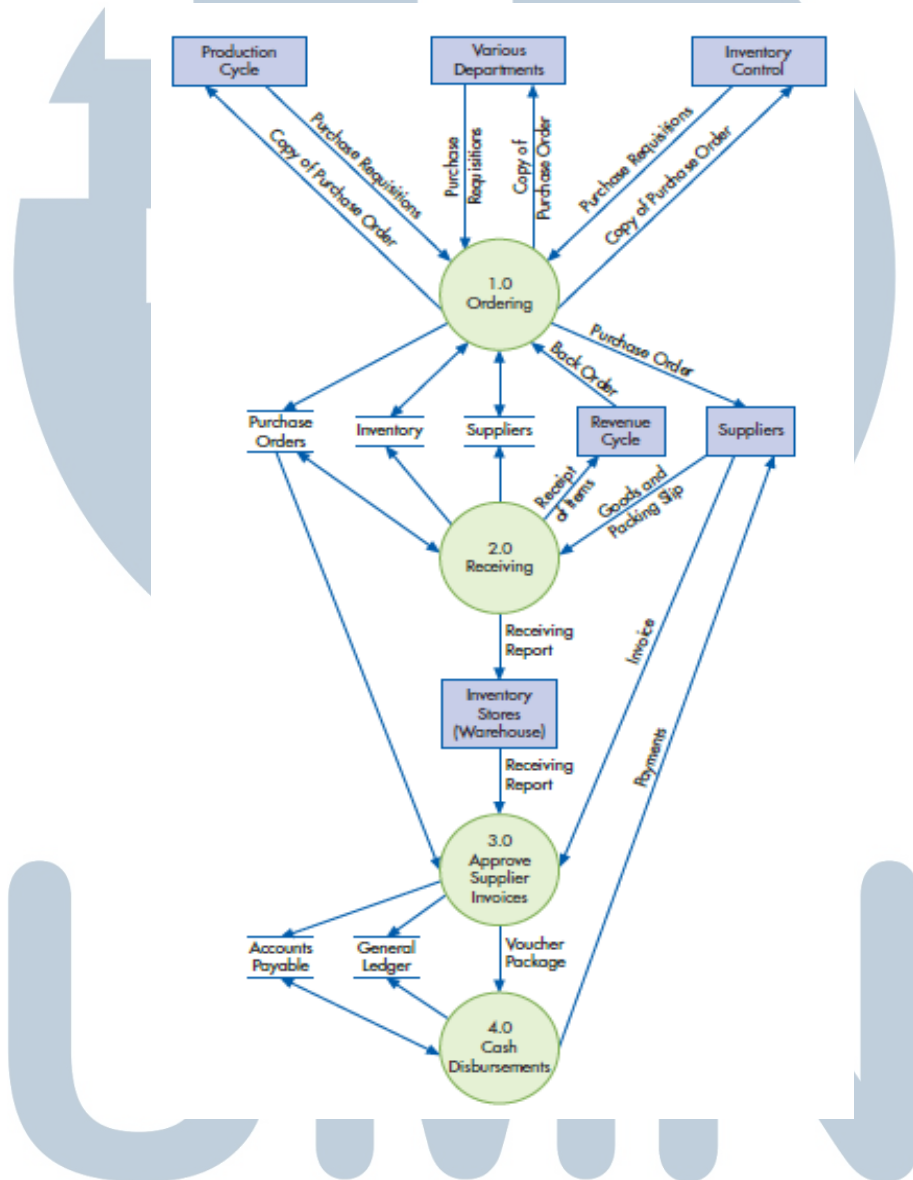 Production
Cycle
Various
Departments
Inventory
Control
Purchase Requisitions
Copy of Purchase Order
Purchase
Requisitions
Copy of
Purchase Order
Purchase Requisitions
Copy of Purchase Order
1.0
Ordering
Purchase Order
Back Order
Purchase
Orders
Inventory
Suppliers
Revenue
Cycle
Suppliers
Receipt
of Items
Goods and
Packing Slip
2.0
Receiving
Receiving
Report
Invoice
Inventory
Stores
(Warehouse)
Receiving
Report
Payments
3.0
Approve
Supplier
Invoices
Accounts
Payable
General
Ledger
Voucher
Package
4.0
Cash
Disbursements
UMN